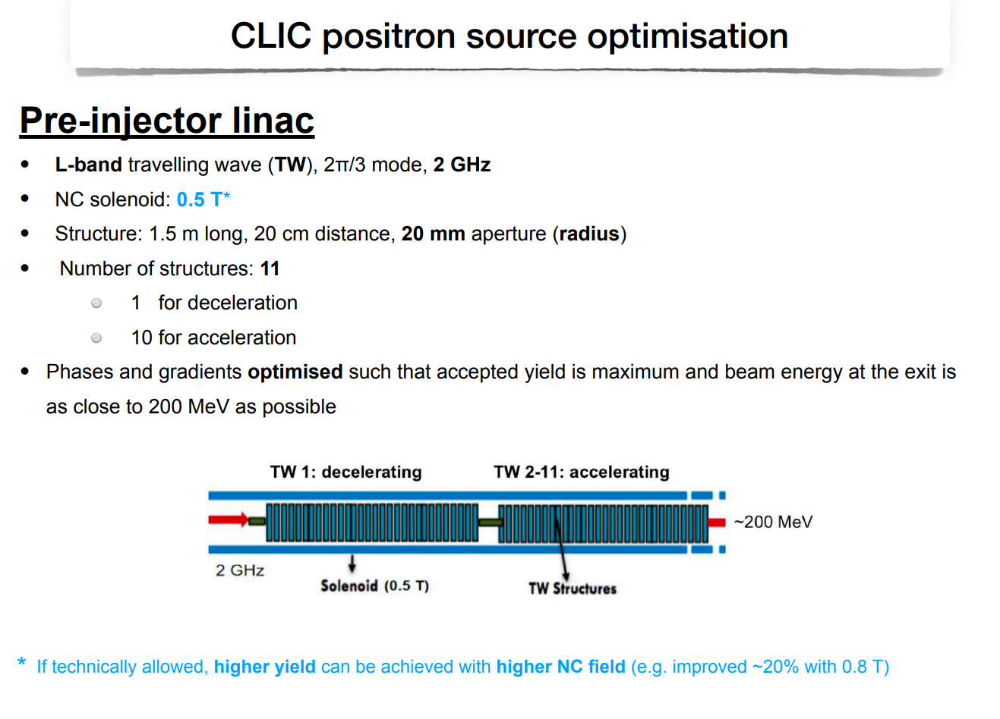 CLIC positron source optimisation
Pre-injector linac
• L-band travelling wave (TW), 2π/3 mode, 2 GHz
• NC solenoid: 0.5 T*
• Structure: 1.5 m long, 20 cm distance, 20 mm aperture (radius)
• Number of structures: 11
1 for deceleration
10 for acceleration
• Phases and gradients optimised such that accepted yield is maximum and beam energy at the exit is
as close to 200 MeV as possible
TW 1: decelerating TW 2-11: accelerating
~200 MeV
2 GHz
Solenoid (0.5 T) TW Structures
* If technically allowed, higher yield can be achieved with higher NC field (e.g. improved ~20% with 0.8 T)